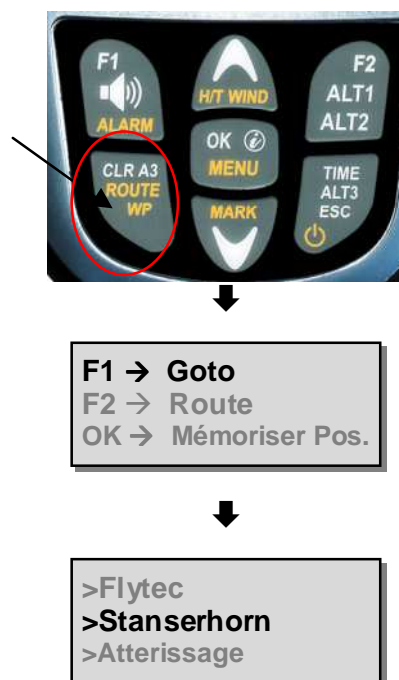 F1
ALARM
H/T WIND
F2
ALT1
ALT2
CLR A3
ROUTE
WP
OK i
MENU
MARK
TIME
ALT3
ESC
F1 → Goto
F2 → Route
OK → Mémoriser Pos.
>Flytec
>Stanserhorn
>Atterissage